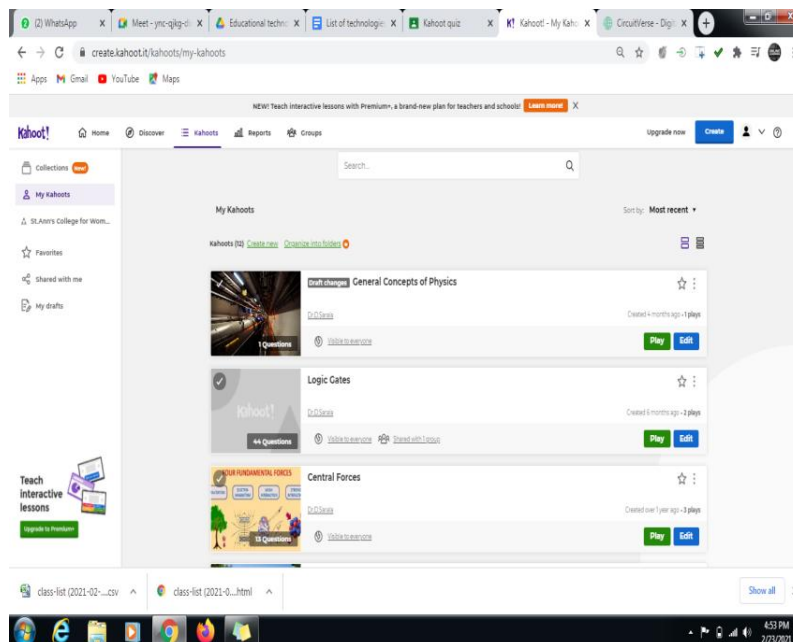 (2) WhatsApp
Meet - ync-qjkg-
Educational techn
List of technologie
Kahoot quiz
Kahoot! - My Kaho
CircuitVerse - Digit
create.kahoot.it/kahoots/my-kahoots
Apps Gmail YouTube Maps
NEW! Teach interactive lessons with Premium+, a brand-new plan for teachers and schools! Learn more! X
Kahoot! Home Discover Kahoots Reports Groups Upgrade now Create
Collections New!
My Kahoots
St.Ann's College for Wom...
Favorites
Shared with me
My drafts
Search...
My Kahoots Sort by: Most recent
Kahoots (12) Create new Organize into folders
Draft changes General Concepts of Physics
Dr.D.Sarala
Created 4 months ago • 1 plays
1 Questions Visible to everyone Play Edit
Logic Gates
Kahoot!
Dr.D.Sarala
Created 6 months ago • 2 plays
44 Questions Visible to everyone Shared with 1 group Play Edit
FOUR FUNDAMENTAL FORCES
Central Forces
Dr.D.Sarala
Created over 1 year ago • 3 plays
13 Questions Visible to everyone Play Edit
Teach
interactive
lessons
Upgrade to Premium+
class-list (2021-02-....csv
class-list (2021-0....html
Show all
4:53 PM
2/23/2021